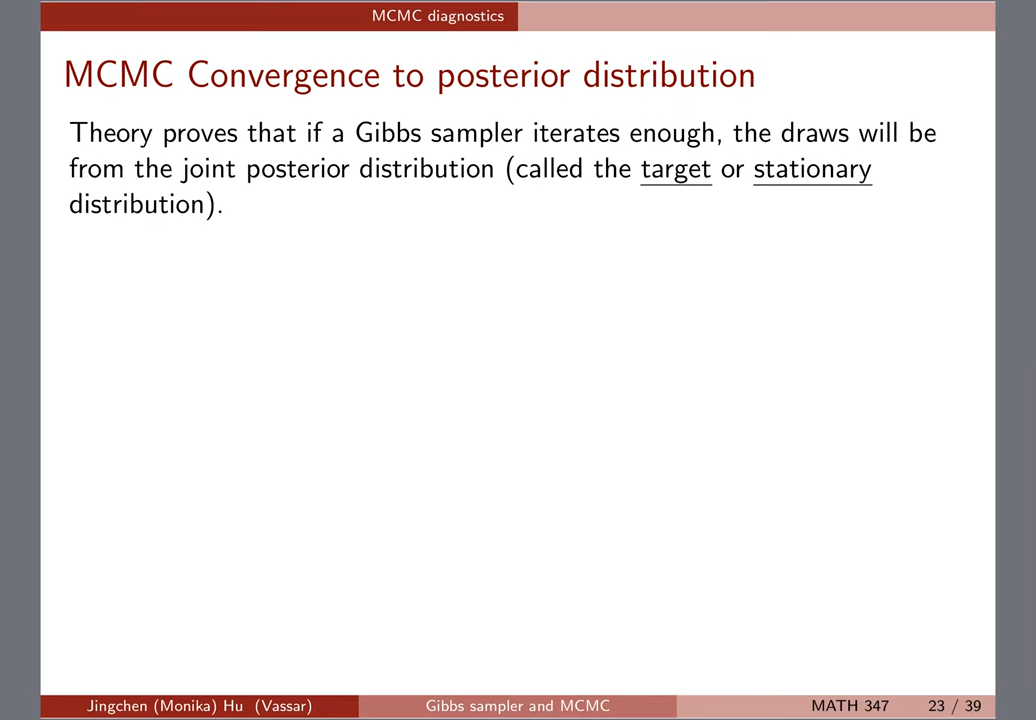 MCMC diagnostics
MCMC Convergence to posterior distribution
Theory proves that if a Gibbs sampler iterates enough, the draws will be
from the joint posterior distribution (called the target or stationary
distribution).
Jingchen (Monika) Hu (Vassar) Gibbs sampler and MCMC MATH 347 23 / 39